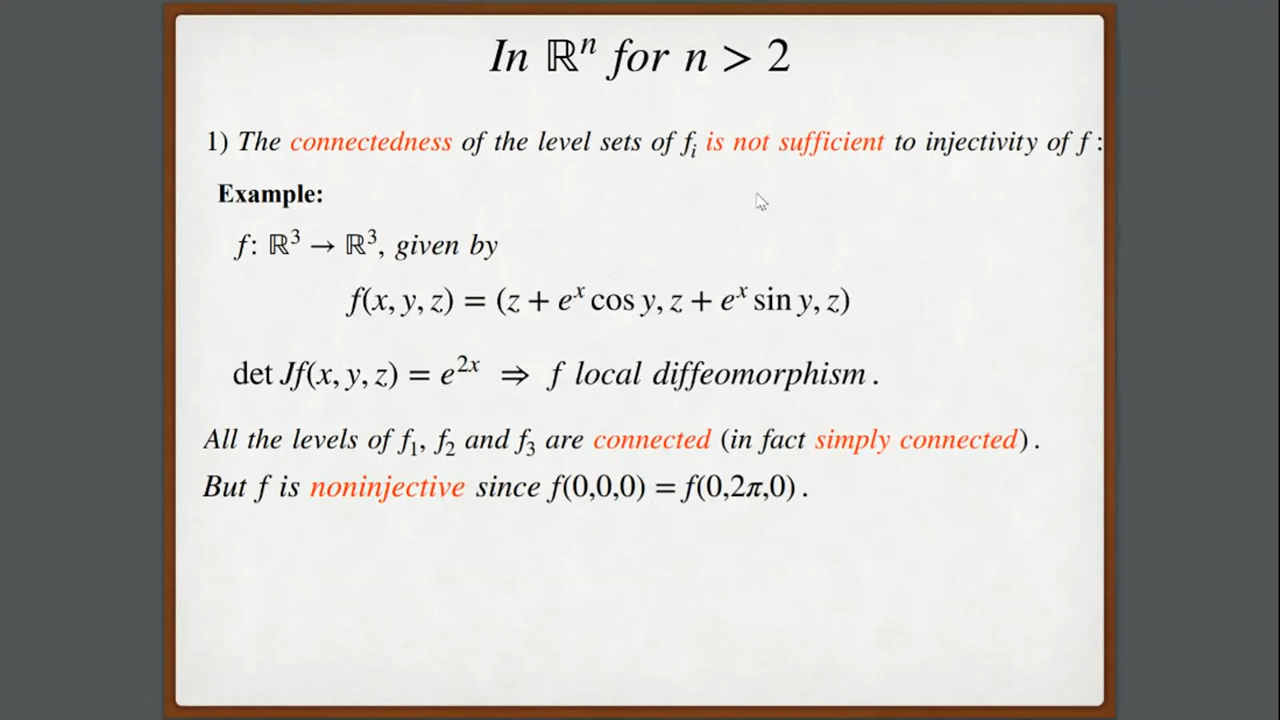 In ℝⁿ for n > 2
1) The connectedness of the level sets of fᵢ is not sufficient to injectivity of f :
Example:
f: ℝ³ → ℝ³, given by
f(x, y, z) = (z + eˣ cos y, z + eˣ sin y, z)
det Jf(x, y, z) = e²ˣ ⇒ f local diffeomorphism .
All the levels of f₁, f₂ and f₃ are connected (in fact simply connected) .
But f is noninjective since f(0,0,0) = f(0,2π,0) .